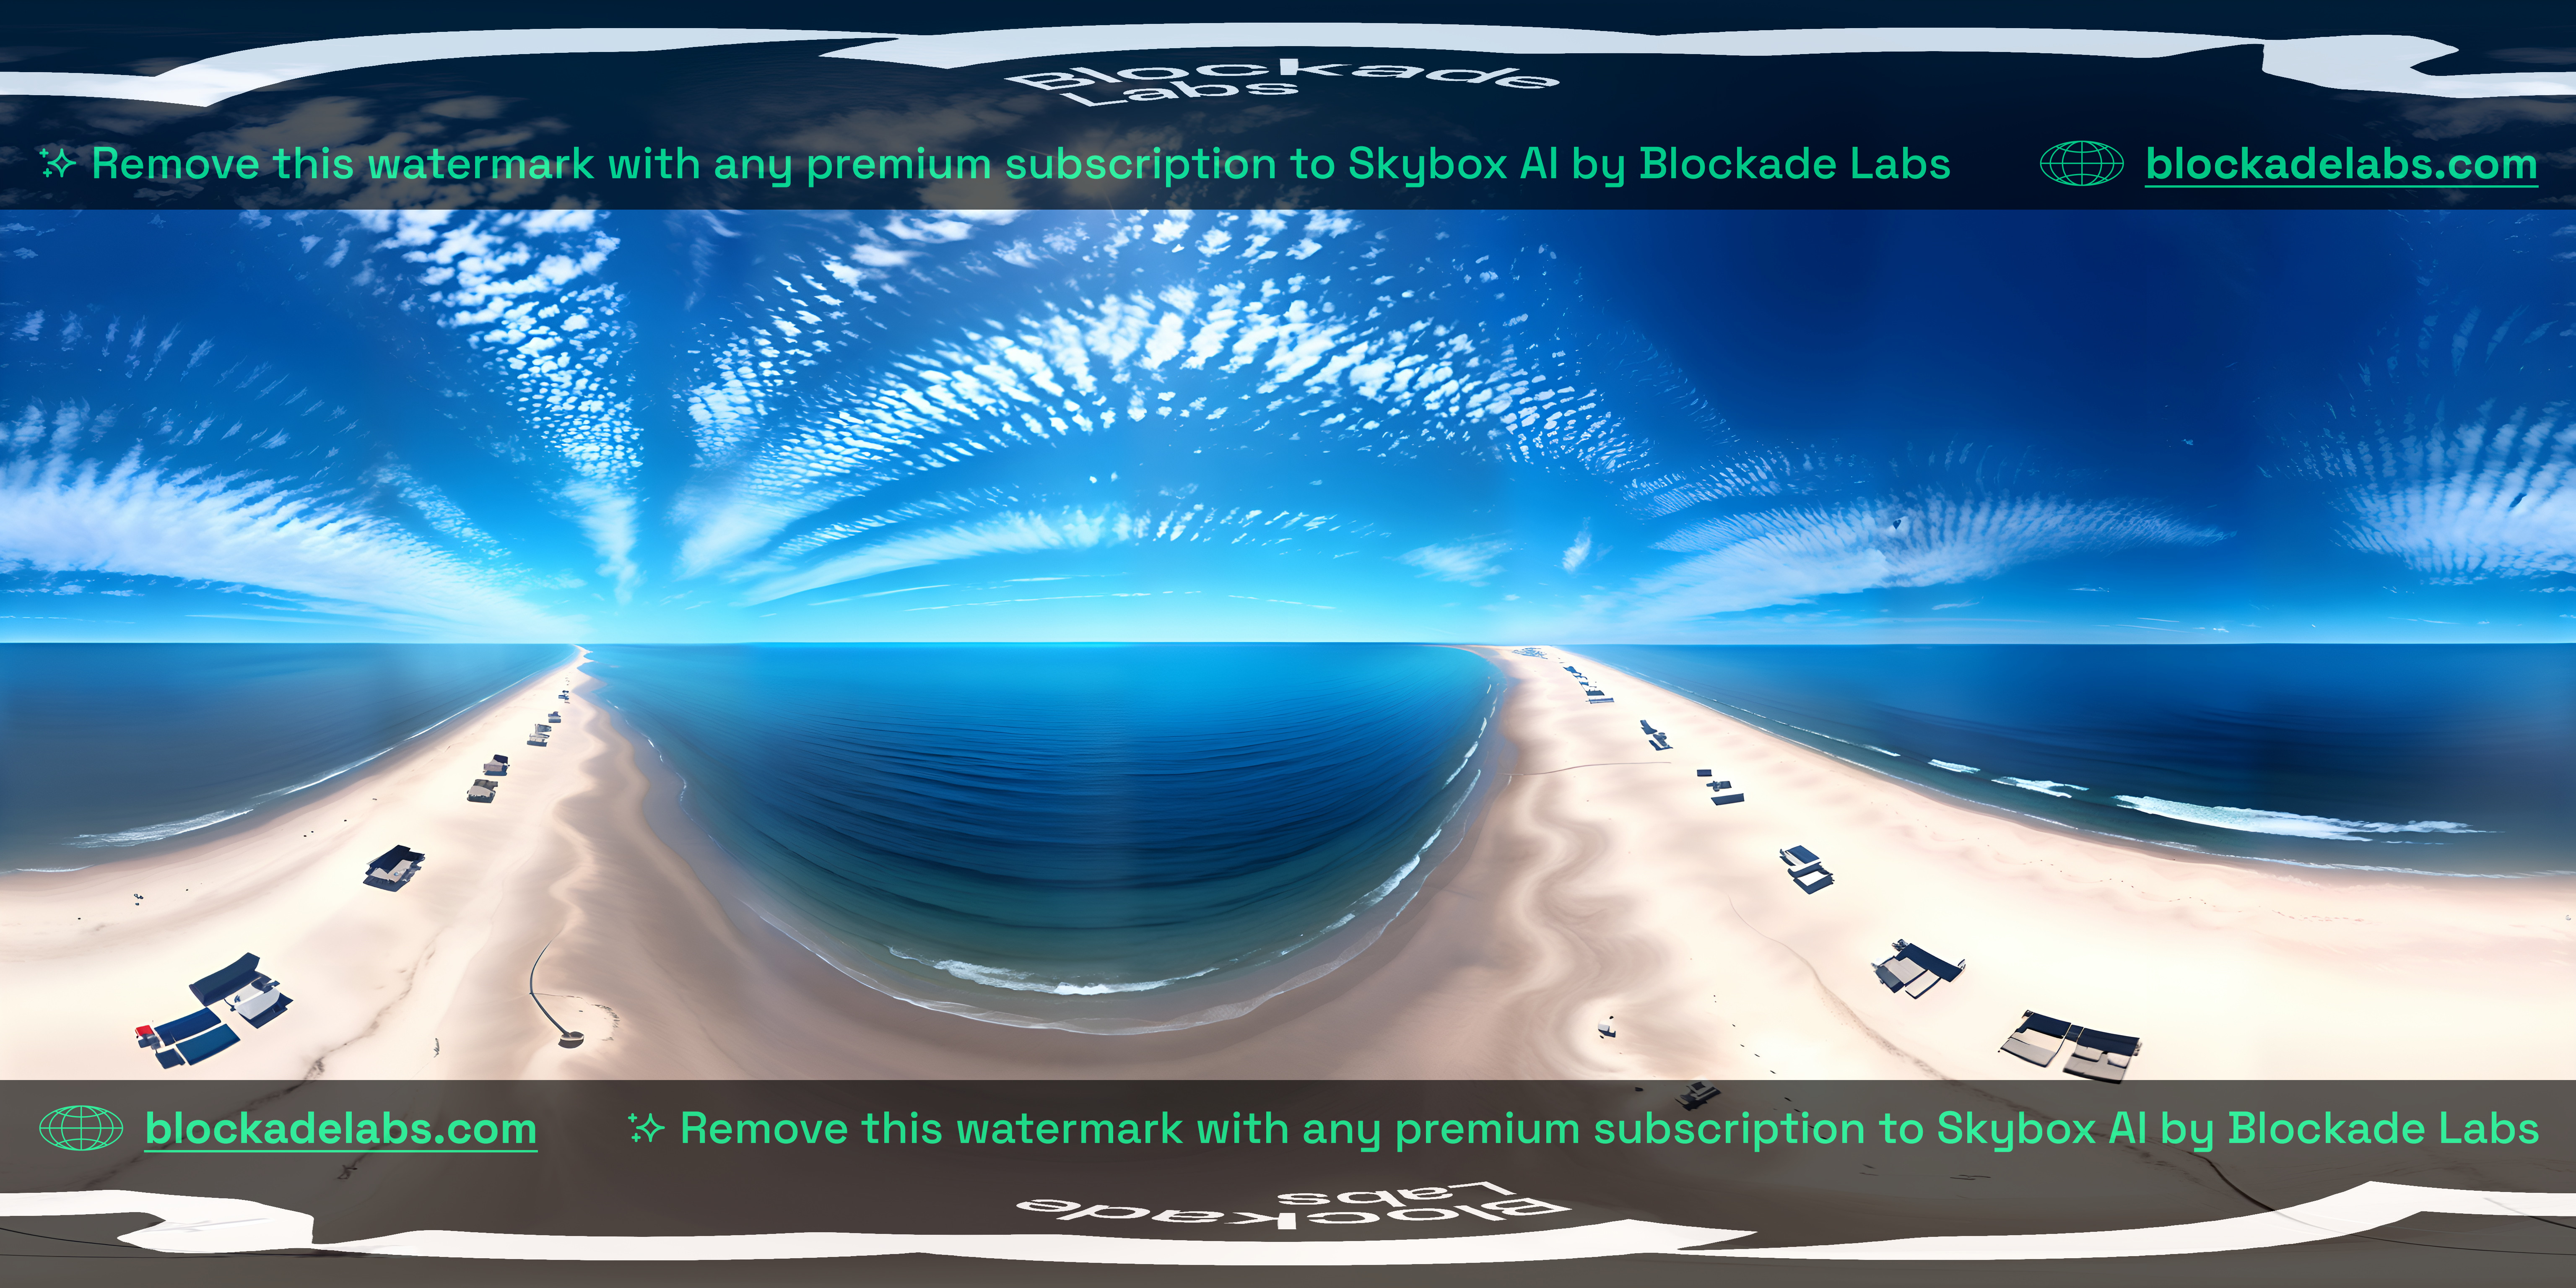 Blockade
Labs
Remove this watermark with any premium subscription to Skybox AI by Blockade Labs
blockadelabs.com
blockadelabs.com
Remove this watermark with any premium subscription to Skybox AI by Blockade Labs
Labs
Blockade